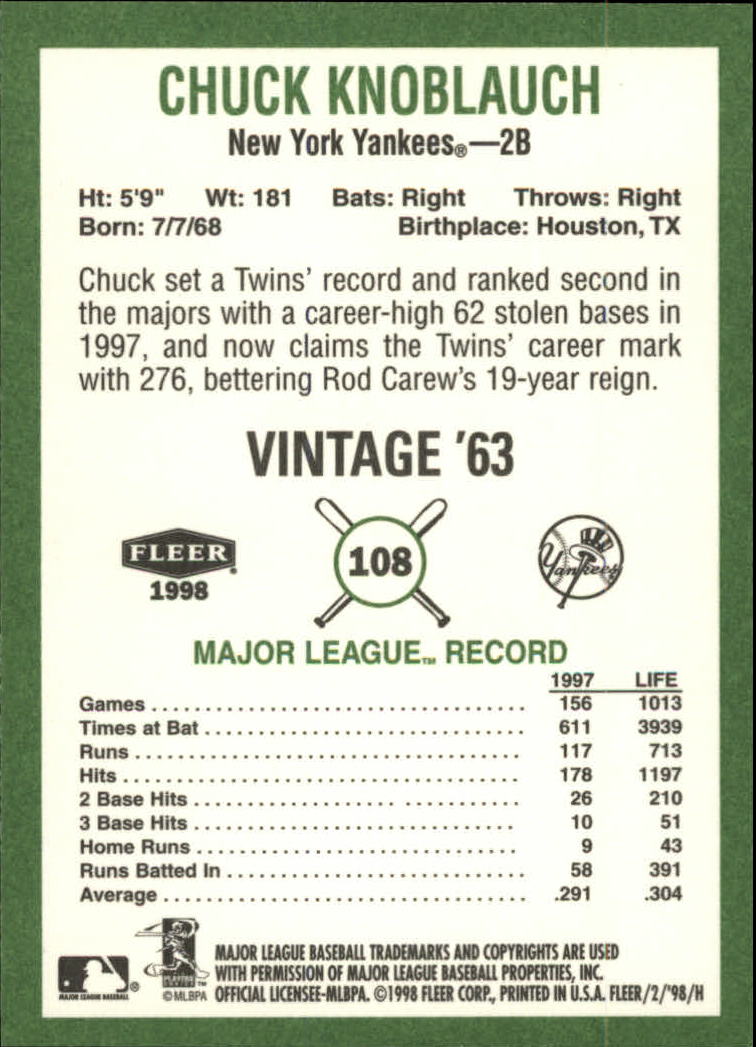 CHUCK KNOBLAUCH
New York Yankees®—2B
Ht: 5'9" Wt: 181 Bats: Right Throws: Right
Born: 7/7/68 Birthplace: Houston, TX
Chuck set a Twins' record and ranked second in
the majors with a career-high 62 stolen bases in
1997, and now claims the Twins' career mark
with 276, bettering Rod Carew's 19-year reign.
VINTAGE '63
FLEER®
1998
108
Yankees
MAJOR LEAGUE™ RECORD
1997 LIFE
Games 156 1013
Times at Bat 611 3939
Runs 117 713
Hits 178 1197
2 Base Hits 26 210
3 Base Hits 10 51
Home Runs 9 43
Runs Batted In 58 391
Average .291 .304
MAJOR LEAGUE BASEBALL TRADEMARKS AND COPYRIGHTS ARE USED
WITH PERMISSION OF MAJOR LEAGUE BASEBALL PROPERTIES, INC.
OFFICIAL LICENSEE-MLBPA. ©1998 FLEER CORP., PRINTED IN U.S.A. FLEER/2/'98/H
MAJOR LEAGUE BASEBALL ®
PLAYERS CHOICE ™
©MLBPA